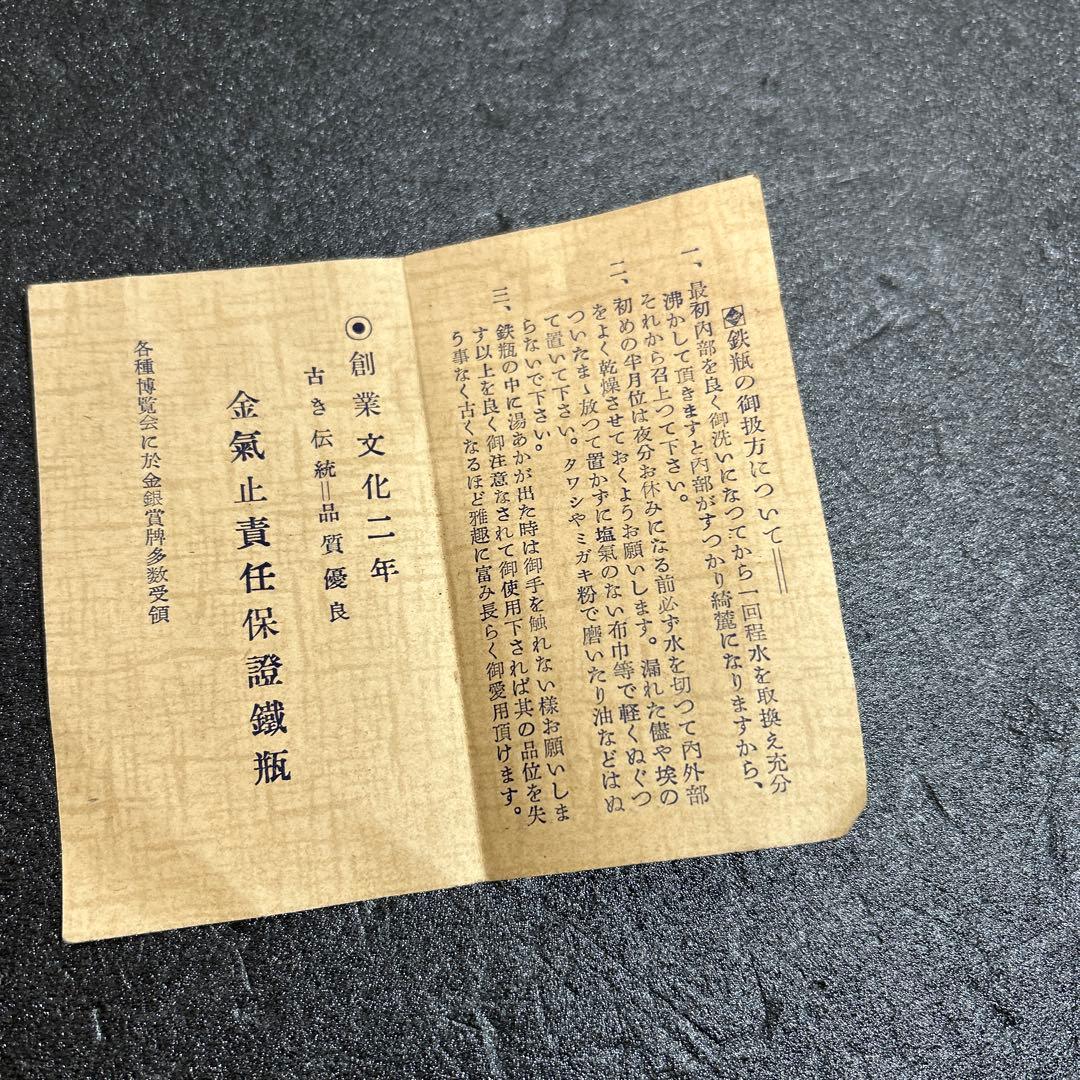 鉄瓶の御扱方について＝
一、最初内部を良く御洗いになつてから一回程水を取換え充分
沸かして頂きますと内部がすつかり綺麓になりますから、
それから召上つて下さい。
二、初めの半月位は夜分お休みになる前必ず水を切つて内外部
をよく乾燥させておくようお願いします。漏れた儘や埃の
ついたまゝ放つて置かずに塩氣のない布巾等で軽くぬぐつ
て置いて下さい。タワシやミガキ粉で磨いたり油などはぬ
らないで下さい。
三、鉄瓶の中に湯あかが出た時は御手を触れない様お願いしま
す以上を良く御注意なされて御使用下されば其の品位を失
う事なく古くなるほど雅趣に富み長らく御愛用頂けます。
◉創業文化二年
古き伝統＝品質優良
金氣止責任保證鐵瓶
各種博覧会に於金銀賞牌多数受領